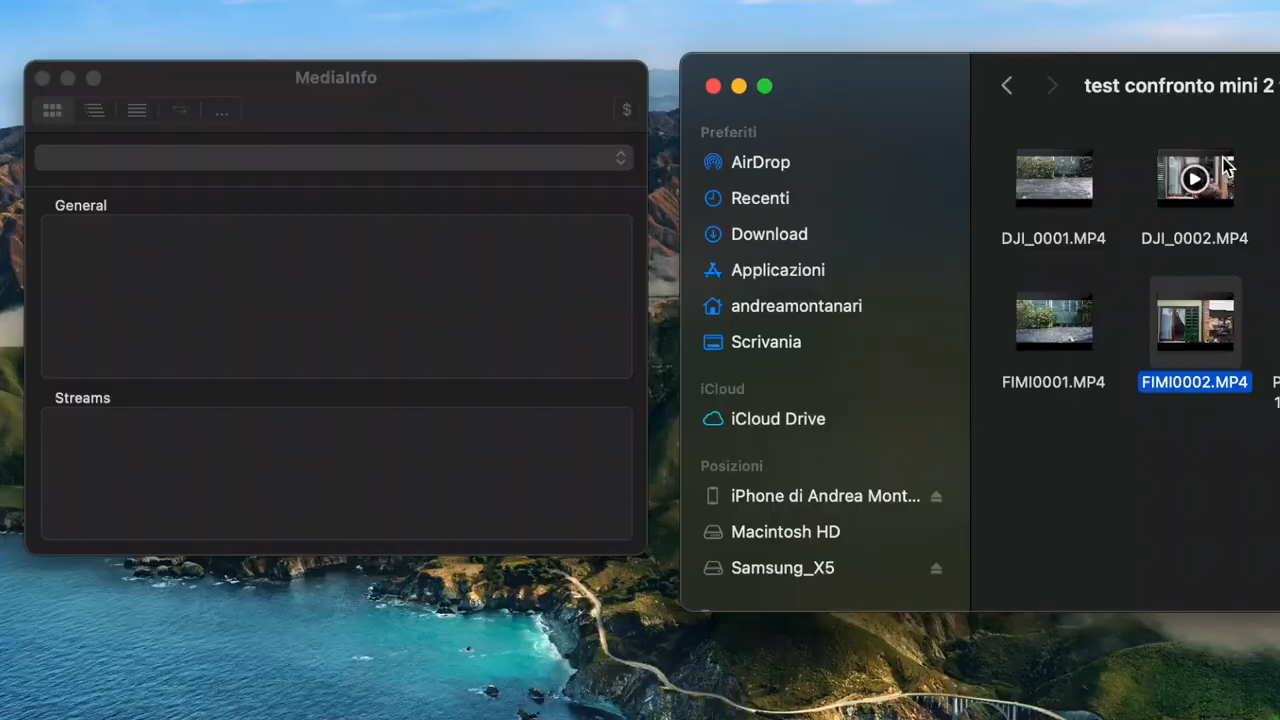 MediaInfo
...
$
General
Streams
test confronto mini 2
Preferiti
AirDrop
Recenti
Download
Applicazioni
andreamontanari
Scrivania
iCloud
iCloud Drive
Posizioni
iPhone di Andrea Mont...
Macintosh HD
Samsung_X5
DJI_0001.MP4
DJI_0002.MP4
FIMI0001.MP4
FIMI0002.MP4